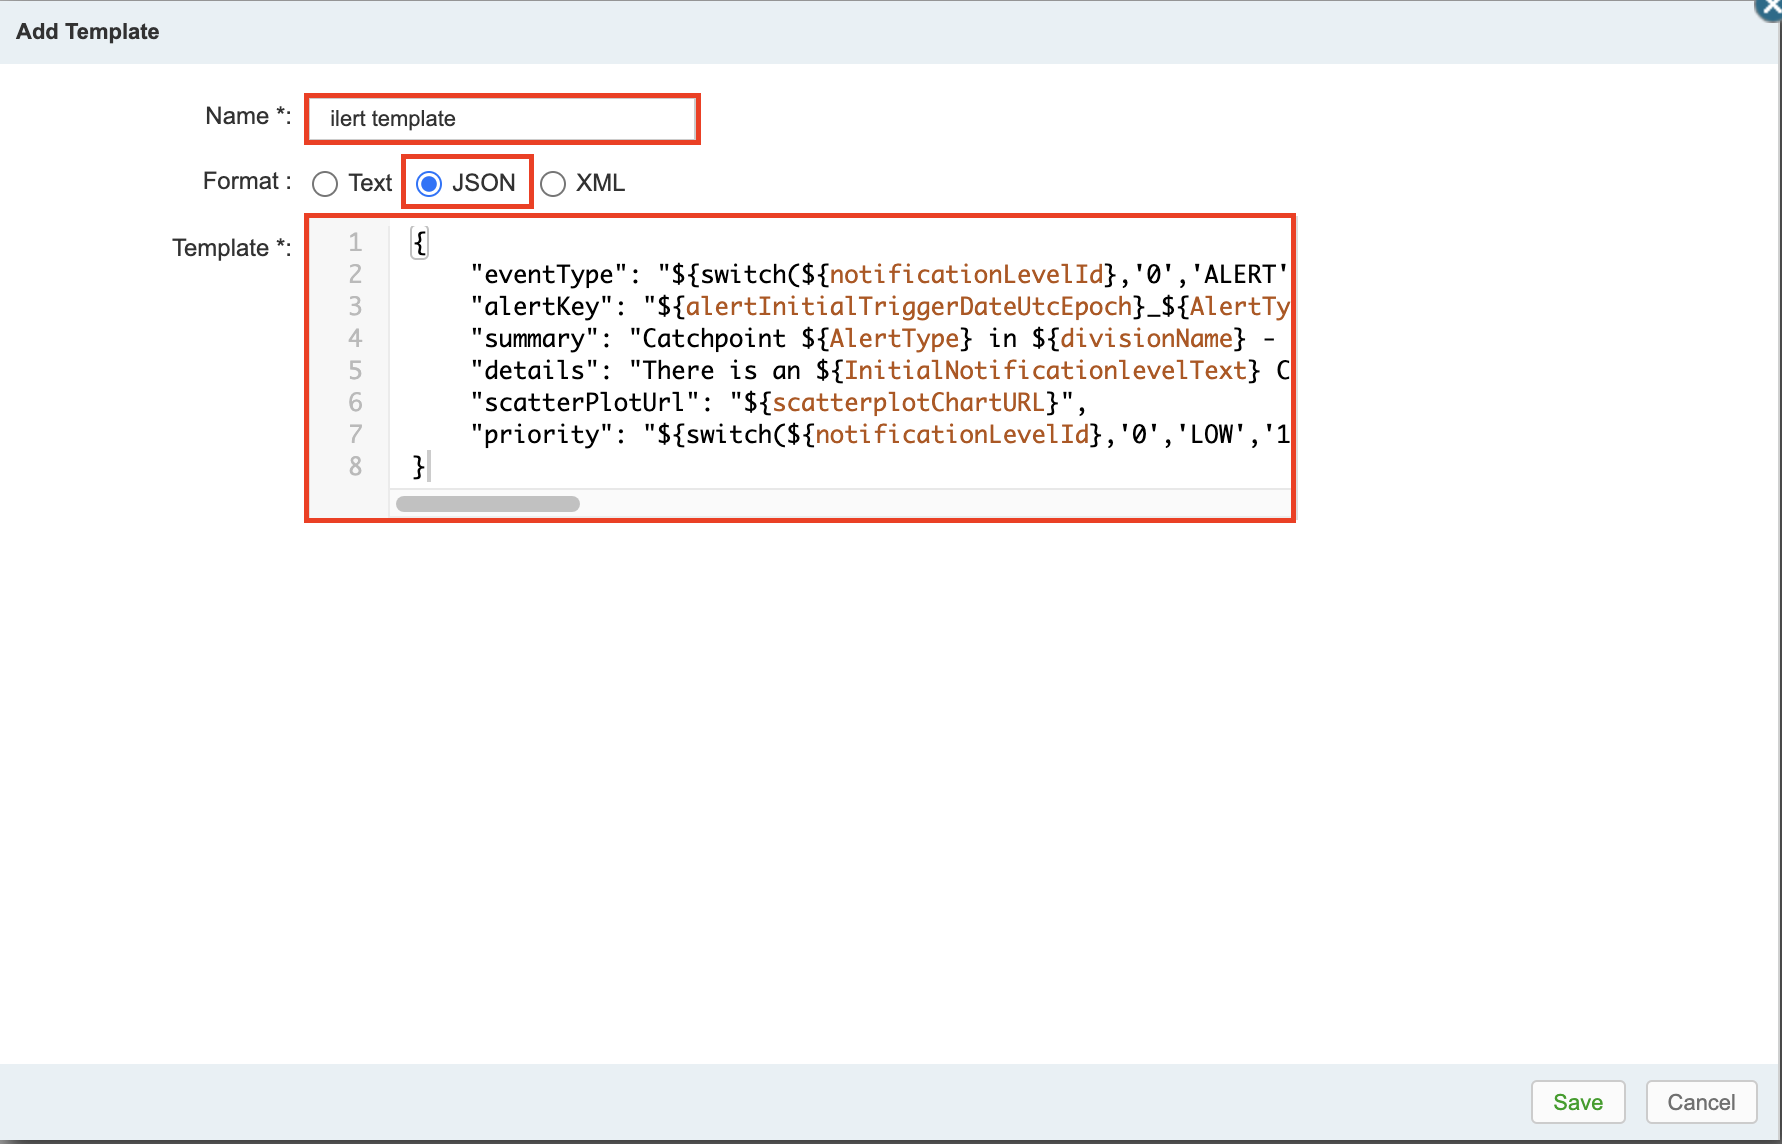 Add Template
Name *:
ilert template
Format :
Text
JSON
XML
Template *:
1 {
2 "eventType": "${switch(${notificationLevelId},'0','ALERT'
3 "alertKey": "${alertInitialTriggerDateUtcEpoch}_${AlertTy
4 "summary": "Catchpoint ${AlertType} in ${divisionName} -
5 "details": "There is an ${InitialNotificationlevelText} C
6 "scatterPlotUrl": "${scatterplotChartURL}",
7 "priority": "${switch(${notificationLevelId},'0','LOW','1
8 }
Save
Cancel